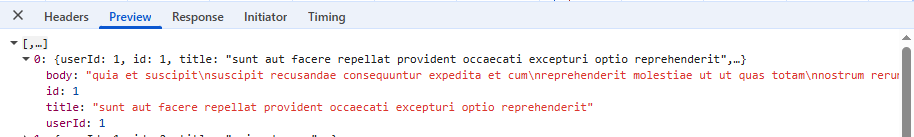 Headers Preview Response Initiator Timing
[,…]
0: {userId: 1, id: 1, title: "sunt aut facere repellat provident occaecati excepturi optio reprehenderit",…}
body: "quia et suscipit\nsuscipit recusandae consequuntur expedita et cum\nreprehenderit molestiae ut ut quas totam\nnostrum rerum
id: 1
title: "sunt aut facere repellat provident occaecati excepturi optio reprehenderit"
userId: 1